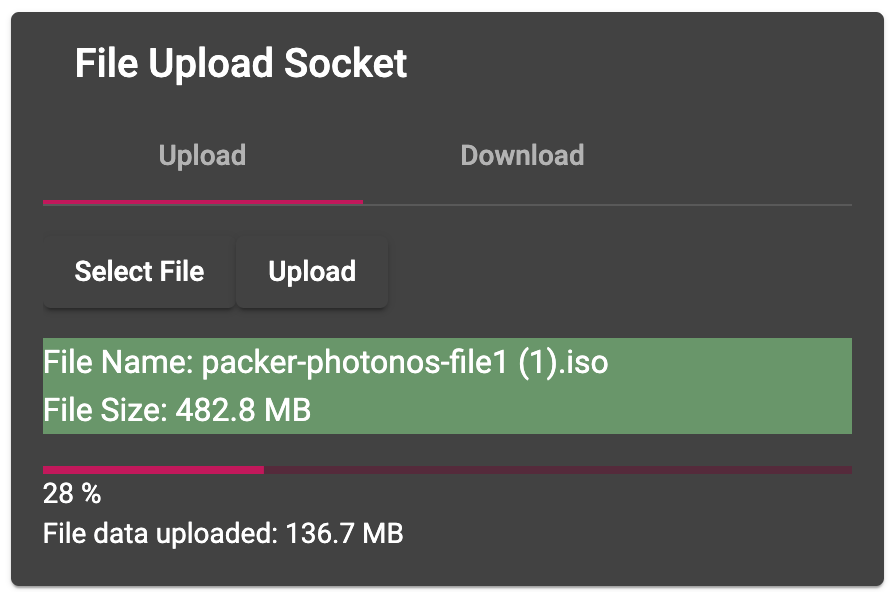 File Upload Socket
Upload Download
Select File Upload
File Name: packer-photonos-file1 (1).iso
File Size: 482.8 MB
28 %
File data uploaded: 136.7 MB